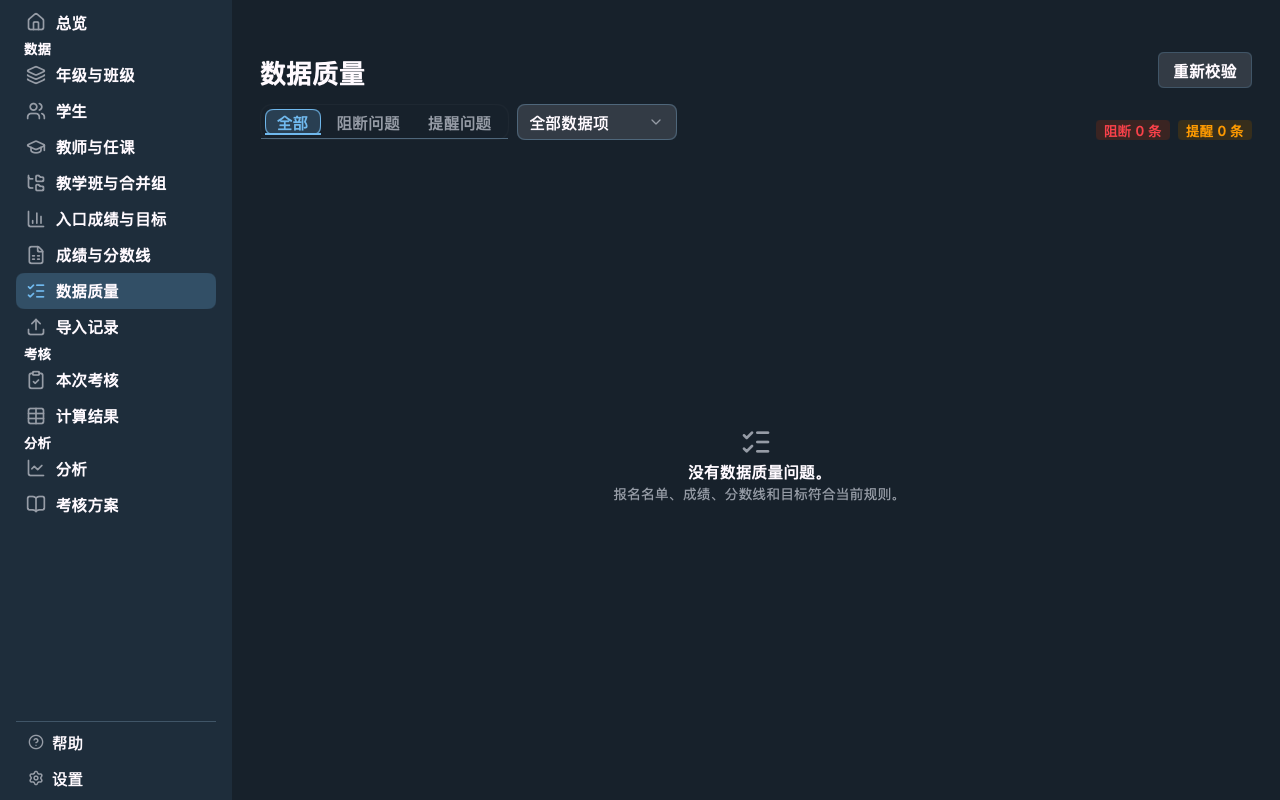 总览
数据
年级与班级
学生
教师与任课
教学班与合并组
入口成绩与目标
成绩与分数线
数据质量
导入记录
考核
本次考核
计算结果
分析
分析
考核方案
帮助
设置
数据质量
重新校验
全部 阻断问题 提醒问题 全部数据项
阻断 0 条 提醒 0 条
没有数据质量问题。
报名名单、成绩、分数线和目标符合当前规则。